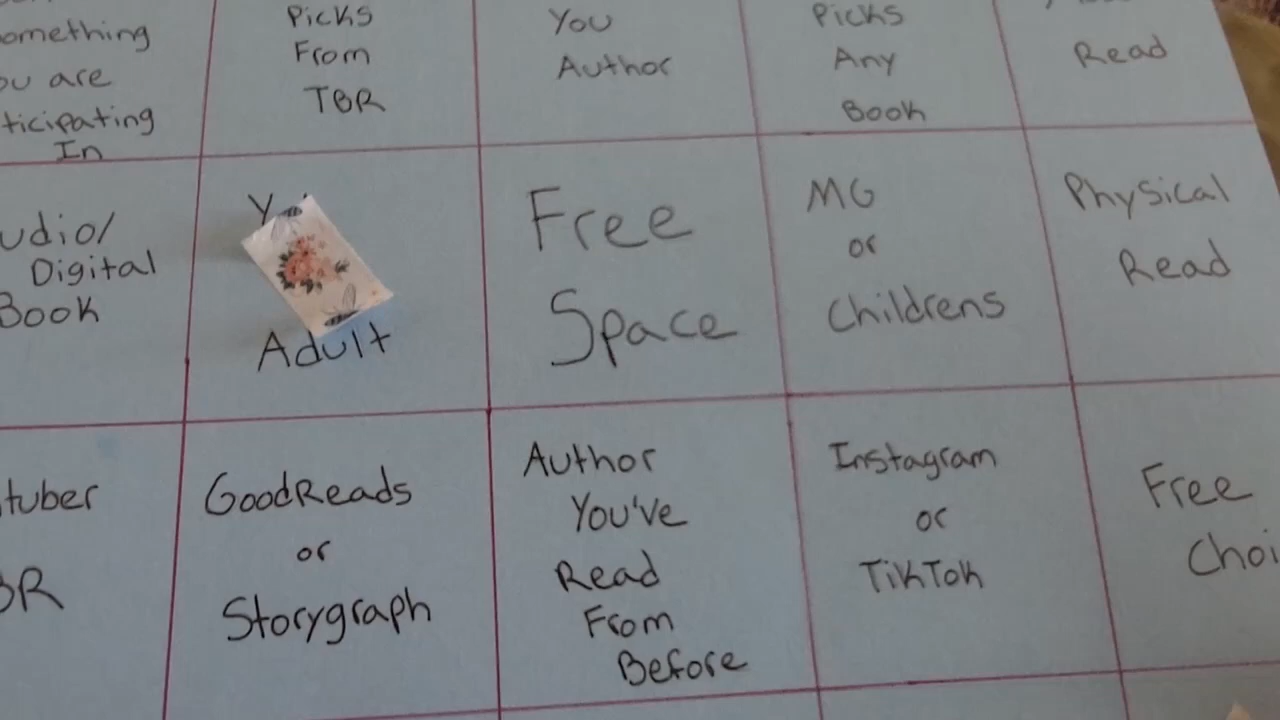 omething
ou are
ticipating
In
Picks
From
TBR
You
Author
Picks
Any
Book
Read
udio/
Digital
Book
Y
Adult
Free
Space
MG
or
Childrens
Physical
Read
tuber
BR
GoodReads
or
Storygraph
Author
You've
Read
From
Before
Instagram
or
TikTok
Free
Choi